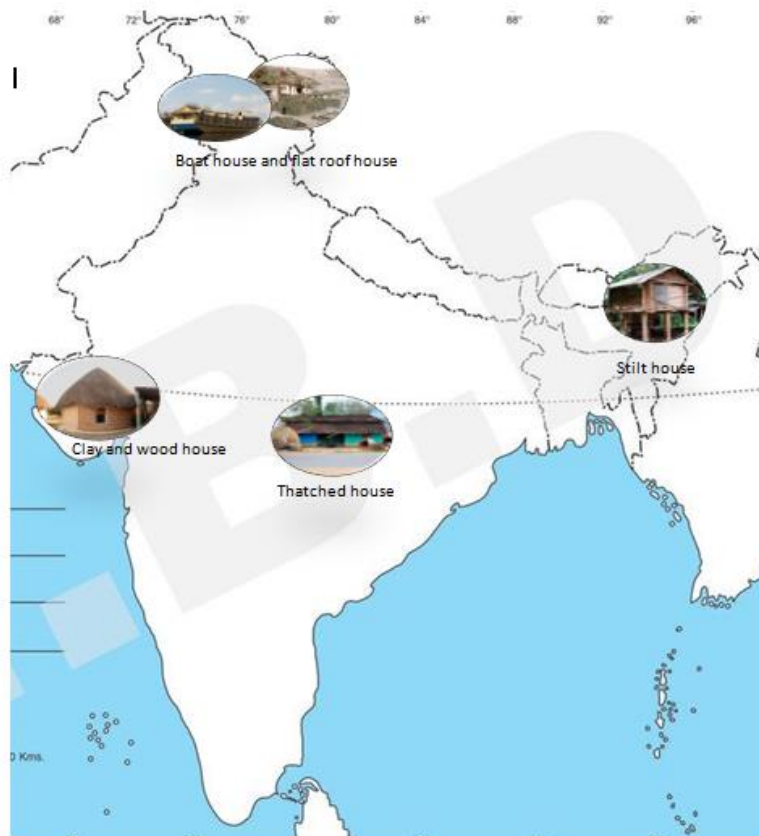 68° 72° 76° 80° 84° 88° 92° 96°
I
Boat house and flat roof house
Stilt house
Clay and wood house
Thatched house
0 Kms.